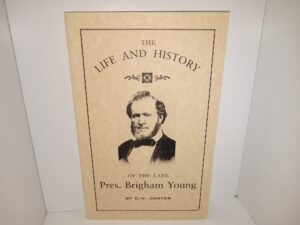 THE
LIFE AND HISTORY
OF THE LATE
Pres. Brigham Young
BY C.V. CARTER